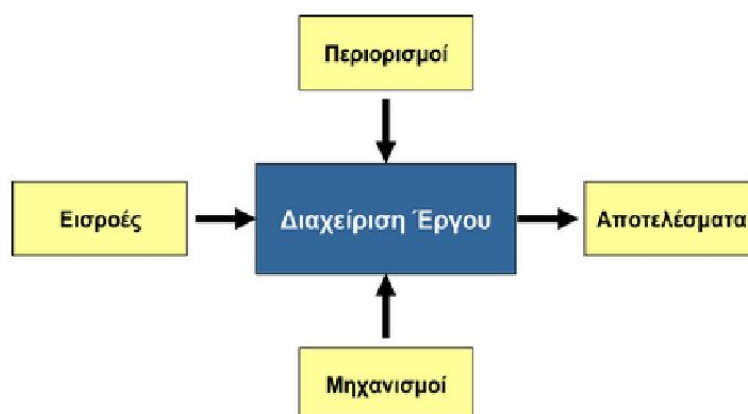 Περιορισμοί
Εισροές
Διαχείριση Έργου
Αποτελέσματα
Μηχανισμοί